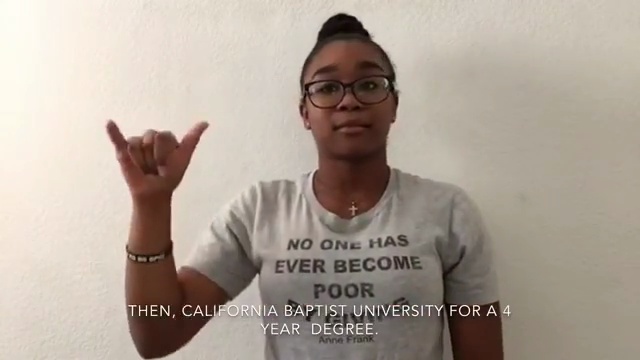 NO ONE HAS
EVER BECOME
POOR
THEN, CALIFORNIA BAPTIST UNIVERSITY FOR A 4
YEAR DEGREE.
Anne Frank